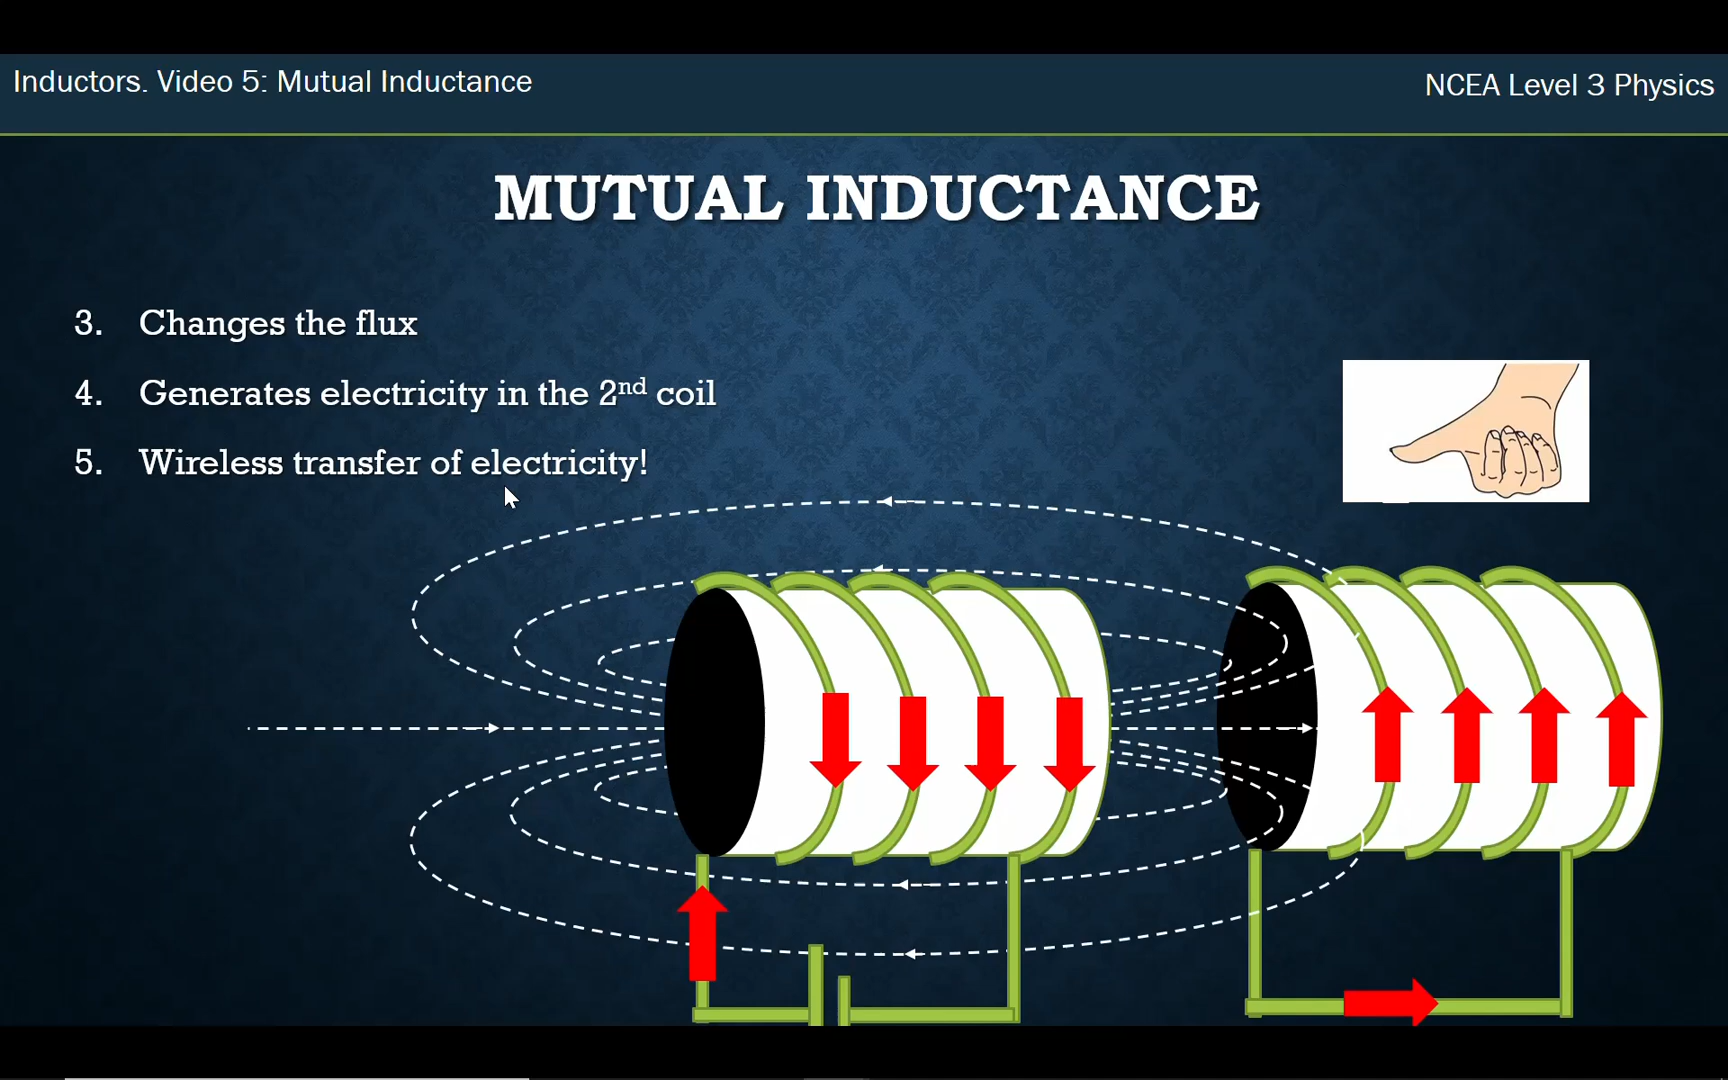 Inductors. Video 5: Mutual Inductance
NCEA Level 3 Physics
MUTUAL INDUCTANCE
3. Changes the flux
4. Generates electricity in the 2nd coil
5. Wireless transfer of electricity!